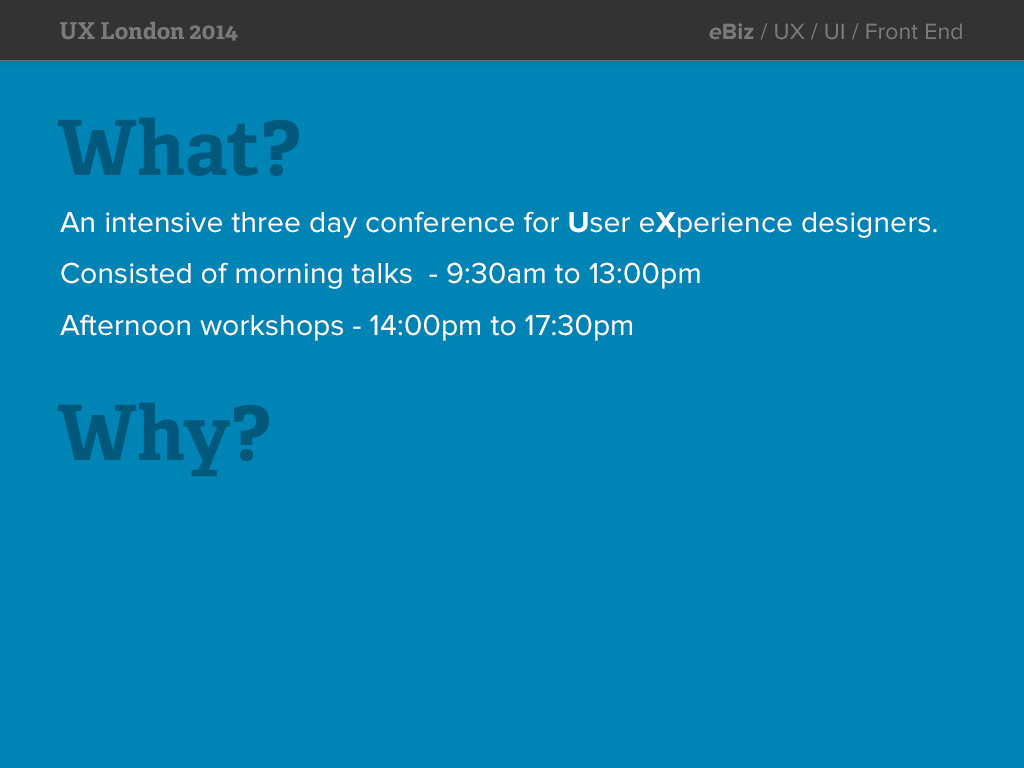 UX London 2014
eBiz / UX / UI / Front End
What?
An intensive three day conference for User eXperience designers.
Consisted of morning talks  - 9:30am to 13:00pm
Afternoon workshops - 14:00pm to 17:30pm
Why?